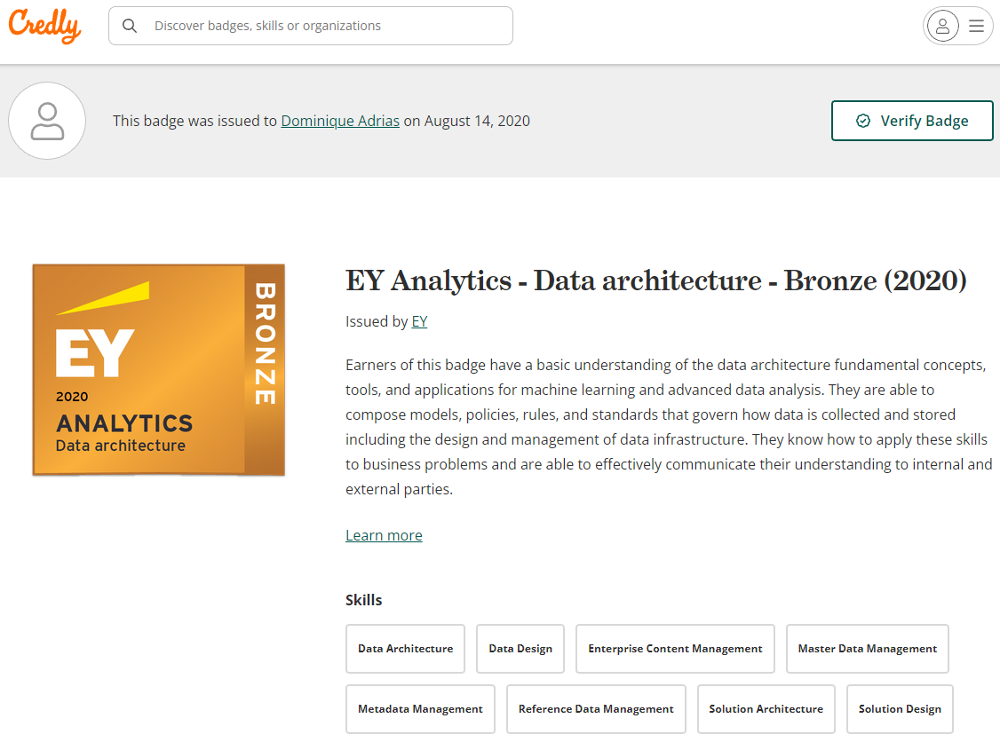 Credly
Discover badges, skills or organizations
This badge was issued to Dominique Adrias on August 14, 2020
Verify Badge
EY
2020
ANALYTICS
Data architecture
BRONZE
EY Analytics - Data architecture - Bronze (2020)
Issued by EY
Earners of this badge have a basic understanding of the data architecture fundamental concepts,
tools, and applications for machine learning and advanced data analysis. They are able to
compose models, policies, rules, and standards that govern how data is collected and stored
including the design and management of data infrastructure. They know how to apply these skills
to business problems and are able to effectively communicate their understanding to internal and
external parties.
Learn more
Skills
Data Architecture
Data Design
Enterprise Content Management
Master Data Management
Metadata Management
Reference Data Management
Solution Architecture
Solution Design